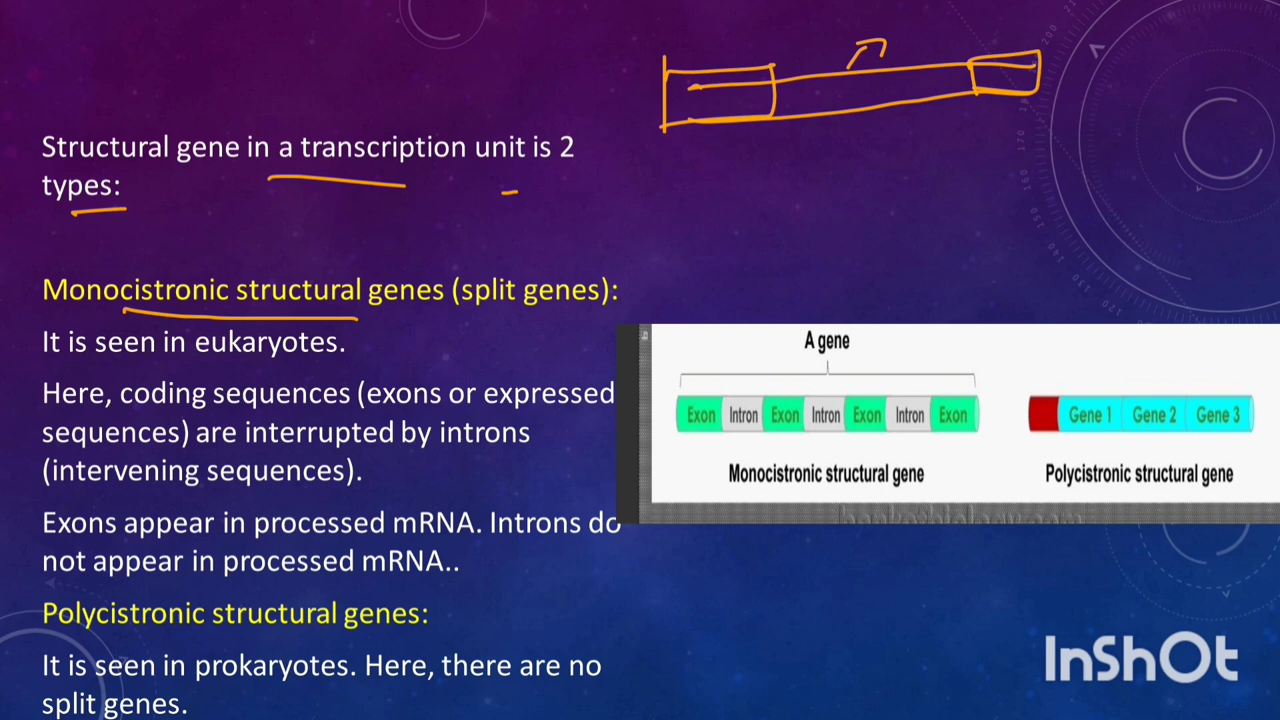 Structural gene in a transcription unit is 2
types:
Monocistronic structural genes (split genes):
It is seen in eukaryotes.
Here, coding sequences (exons or expressed
sequences) are interrupted by introns
(intervening sequences).
Exons appear in processed mRNA. Introns do
not appear in processed mRNA..
Polycistronic structural genes:
It is seen in prokaryotes. Here, there are no
split genes.
A gene
Exon Intron Exon Intron Exon Intron Exon
Monocistronic structural gene
Gene 1 Gene 2 Gene 3
Polycistronic structural gene
200
170
160
150
InShOt